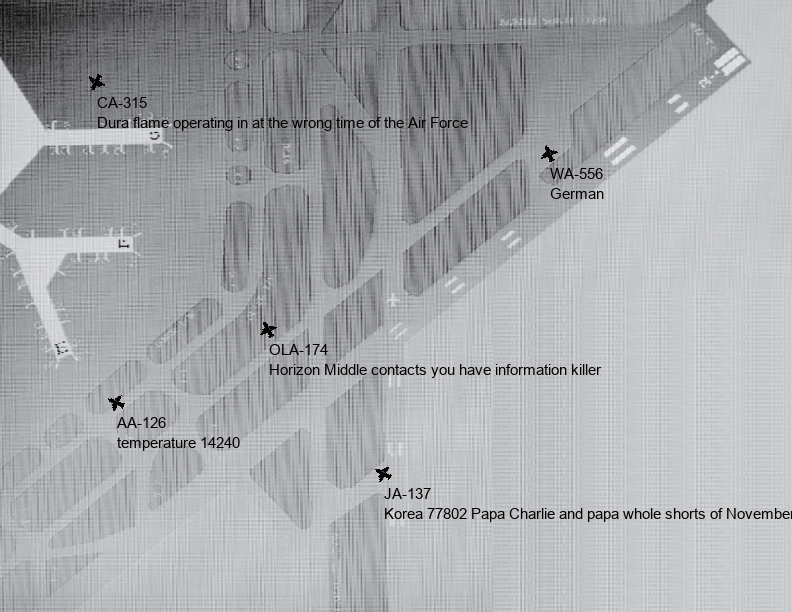 CA-315
Dura flame operating in at the wrong time of the Air Force
WA-556
German
OLA-174
Horizon Middle contacts you have information killer
AA-126
temperature 14240
JA-137
Korea 77802 Papa Charlie and papa whole shorts of November